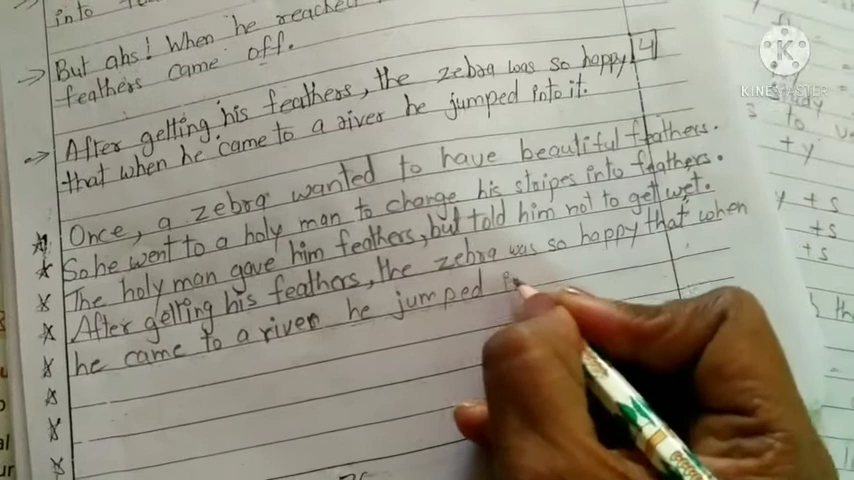 into
But ahs! When he reached
feathers came off.
After getting his feathers, the zebra was so happy 4
that when he came to a river he jumped into it.
Once, a zebra wanted to have beautiful feathers.
So he went to a holy man to change his stripes into feathers.
The holy man gave him feathers, but told him not to get wet.
After getting his feathers, the zebra was so happy that when
he came to a river he jumped
K
KINEMASTER
study
to
+y
y + s
+s
+s